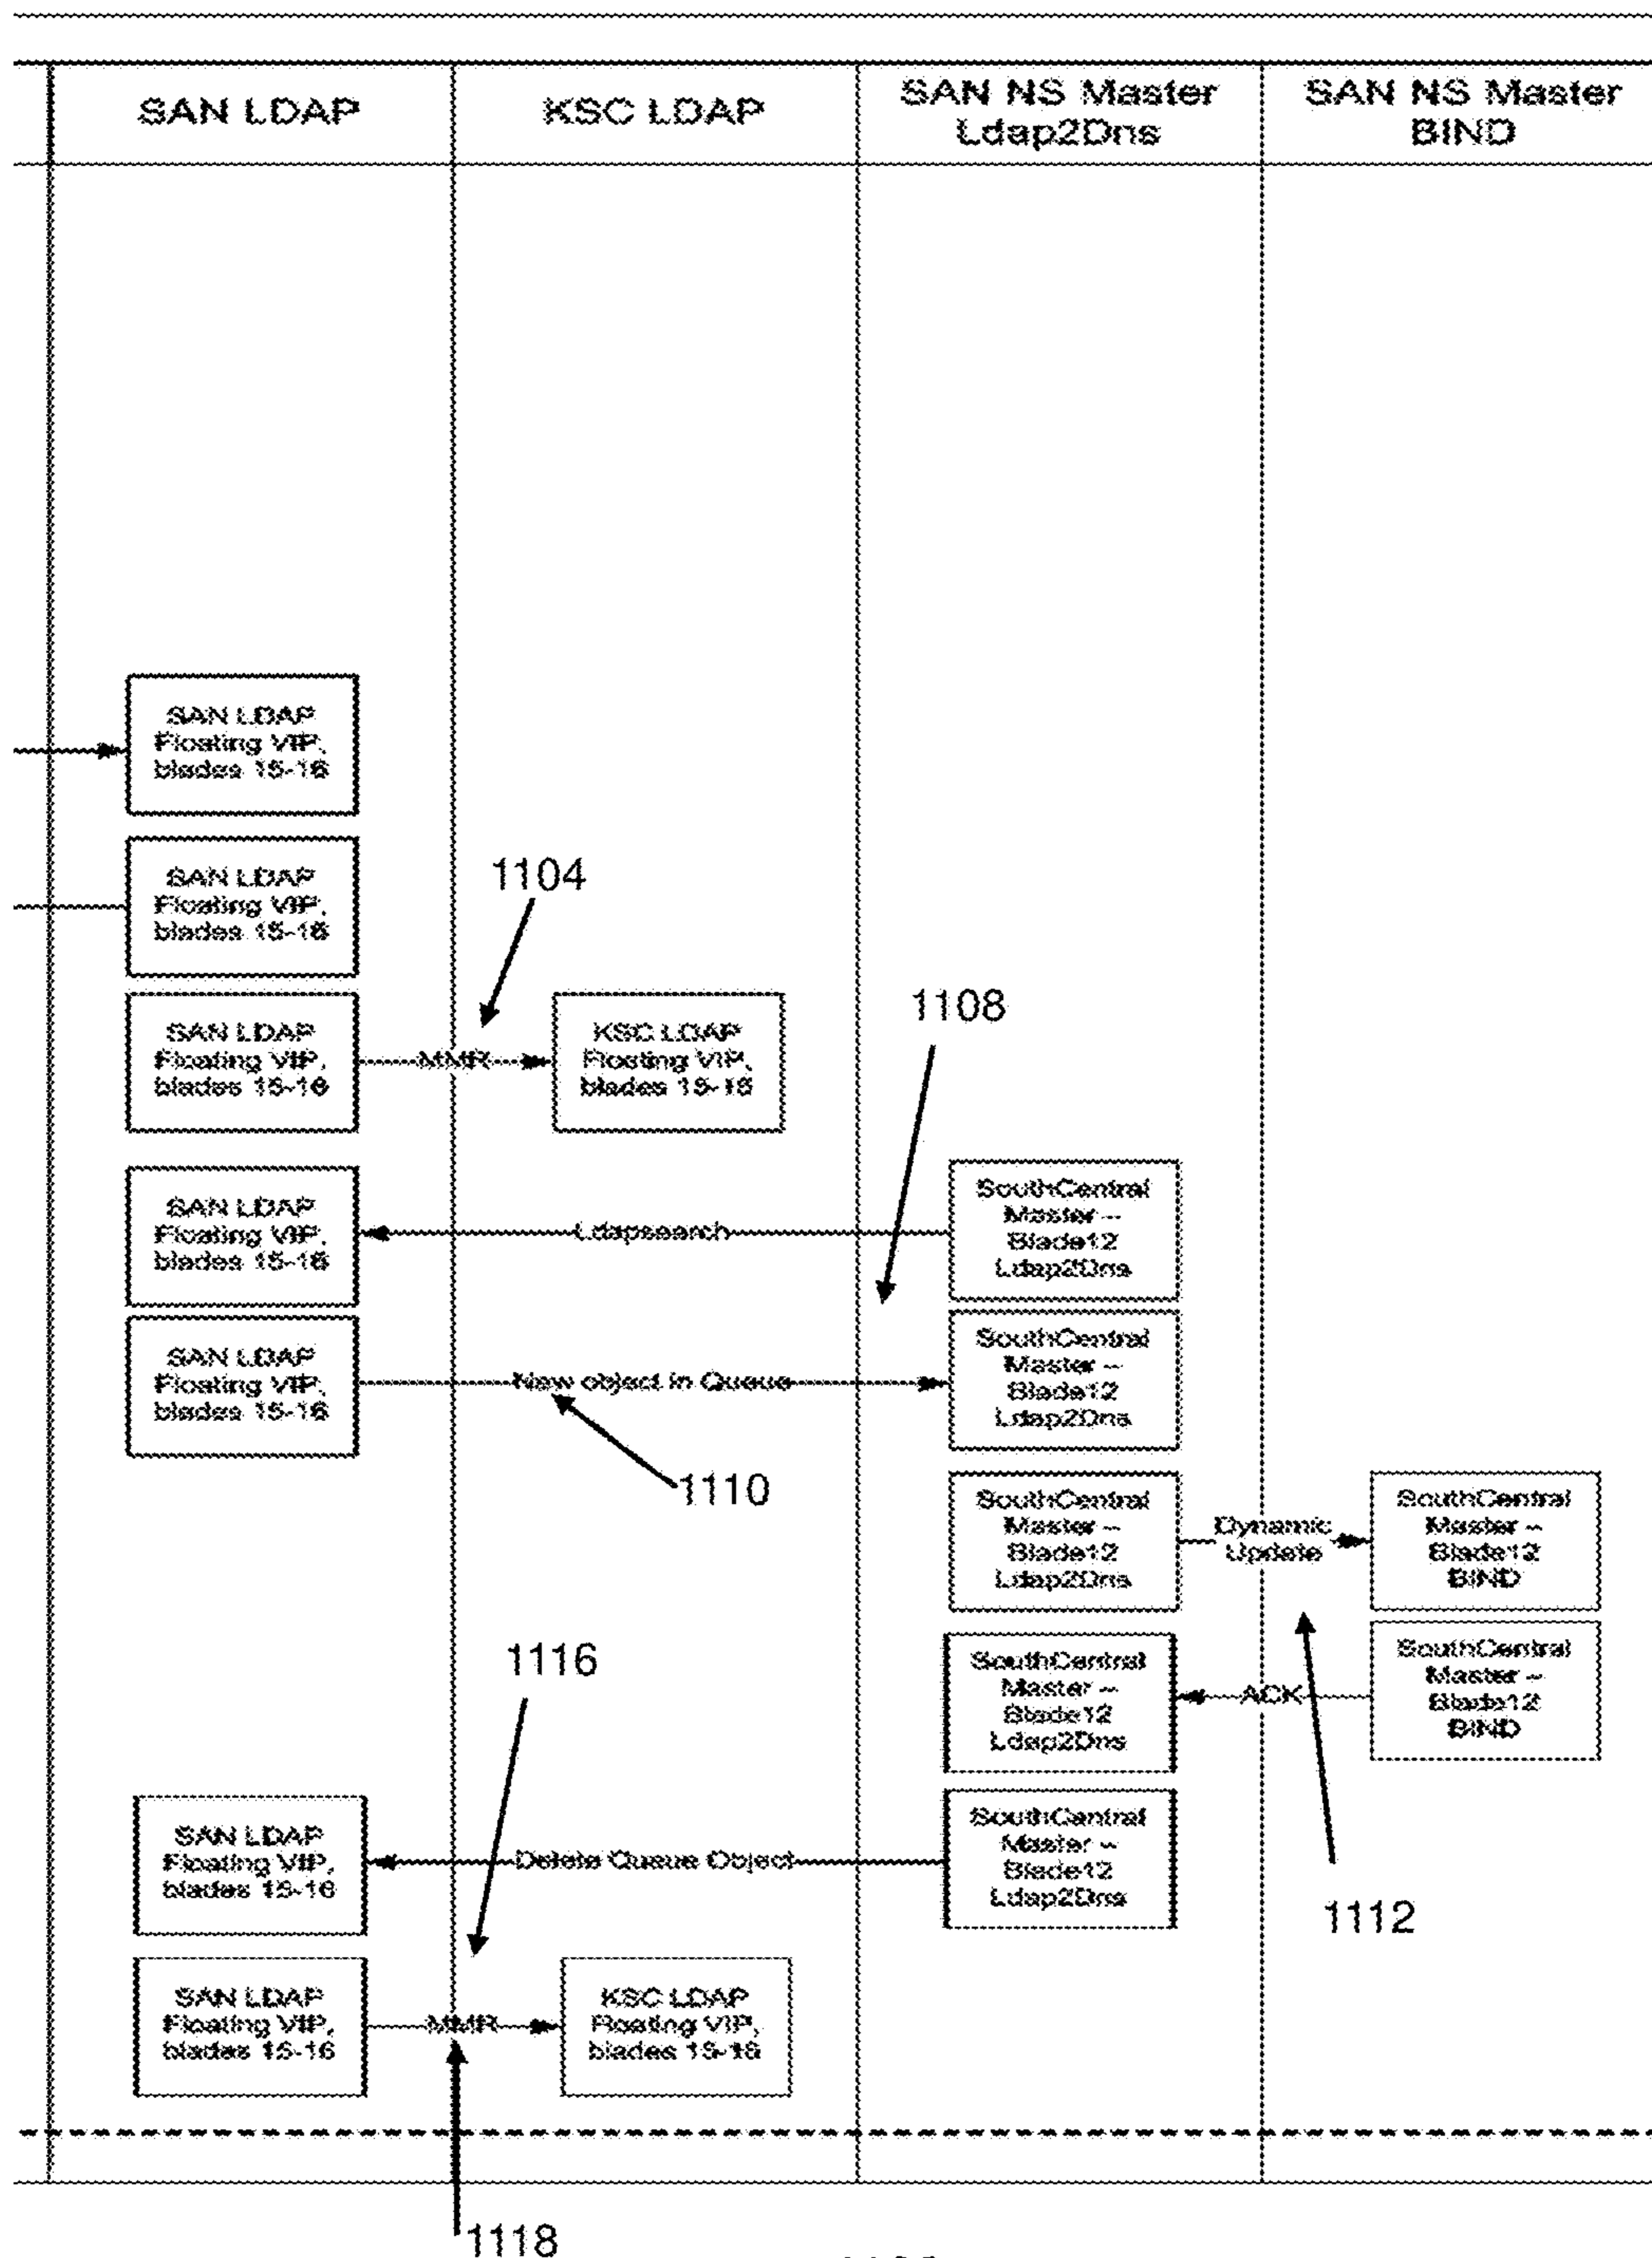 SAN LDAP
KSC LDAP
SAN NS Master
Ldap2Dns
SAN NS Master
BIND
SAN LDAP
Floating VIP,
blades 15-16
SAN LDAP
Floating VIP,
blades 15-16
1104
SAN LDAP
Floating VIP,
blades 15-16
MMR
KSC LDAP
Floating VIP,
blades 15-16
1108
SAN LDAP
Floating VIP,
blades 15-16
Ldapsearch
SouthCentral
Master –
Blade12
Ldap2Dns
SAN LDAP
Floating VIP,
blades 15-16
New object in Queue
SouthCentral
Master –
Blade12
Ldap2Dns
1110
SouthCentral
Master –
Blade12
Ldap2Dns
Dynamic
Update
SouthCentral
Master –
Blade12
BIND
1116
SouthCentral
Master –
Blade12
Ldap2Dns
ACK
SouthCentral
Master –
Blade12
BIND
SAN LDAP
Floating VIP,
blades 15-16
Delete Queue Object
SouthCentral
Master –
Blade12
Ldap2Dns
1112
SAN LDAP
Floating VIP,
blades 15-16
MMR
KSC LDAP
Floating VIP,
blades 15-16
1118